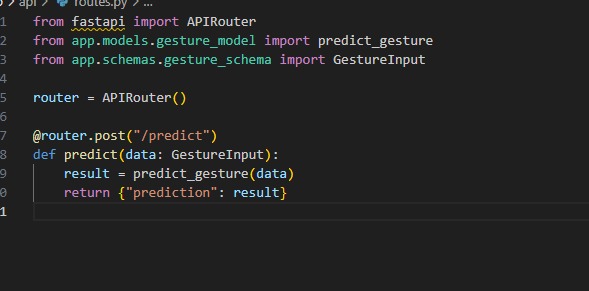 api > routes.py > ...
1 from fastapi import APIRouter
2 from app.models.gesture_model import predict_gesture
3 from app.schemas.gesture_schema import GestureInput
4
5 router = APIRouter()
6
7 @router.post("/predict")
8 def predict(data: GestureInput):
9     result = predict_gesture(data)
0     return {"prediction": result}
1